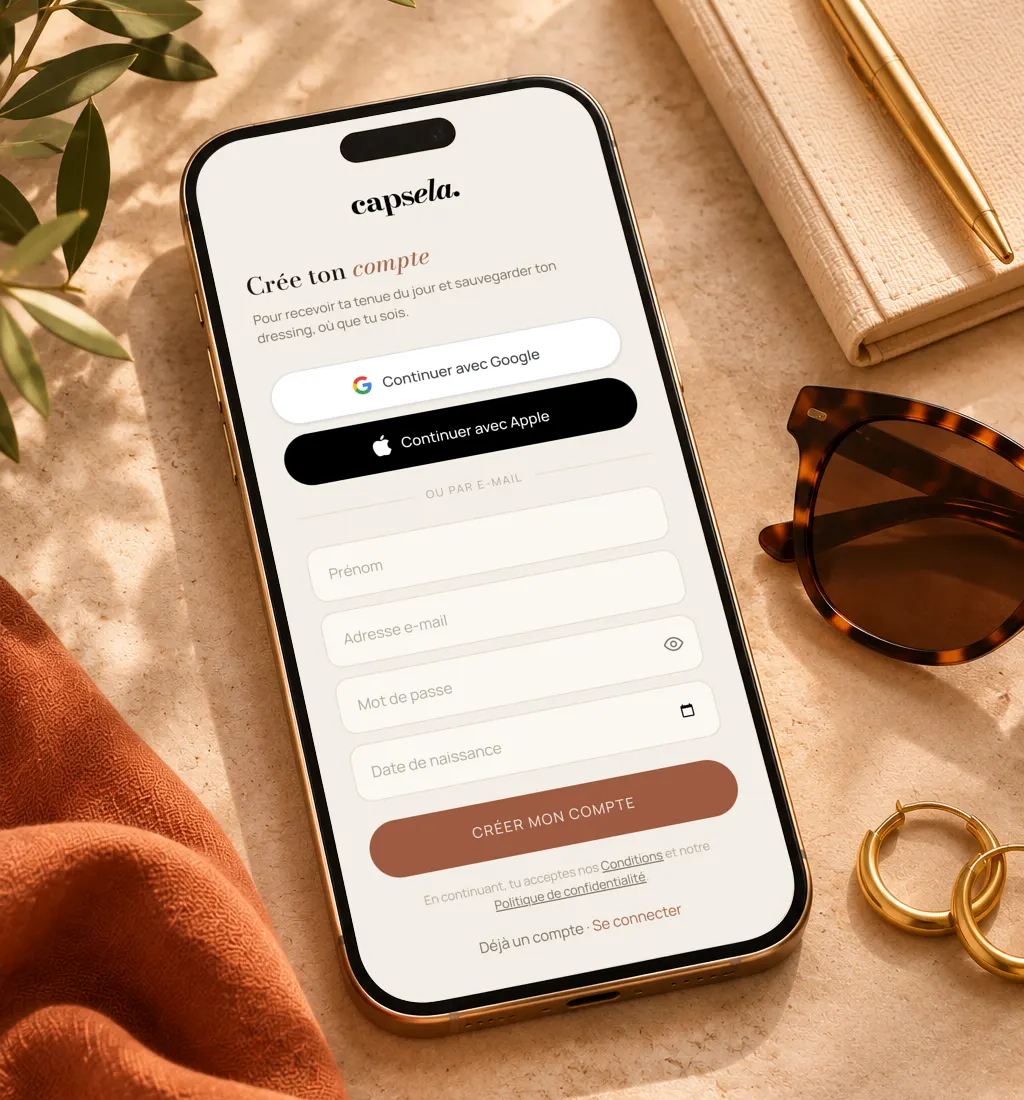 capsela.
Crée ton compte
Pour recevoir ta tenue du jour et sauvegarder ton
dressing, où que tu sois.
Continuer avec Google
Continuer avec Apple
OU PAR E-MAIL
Prénom
Adresse e-mail
Mot de passe
Date de naissance
CRÉER MON COMPTE
En continuant, tu acceptes nos Conditions et notre
Politique de confidentialité
Déjà un compte · Se connecter